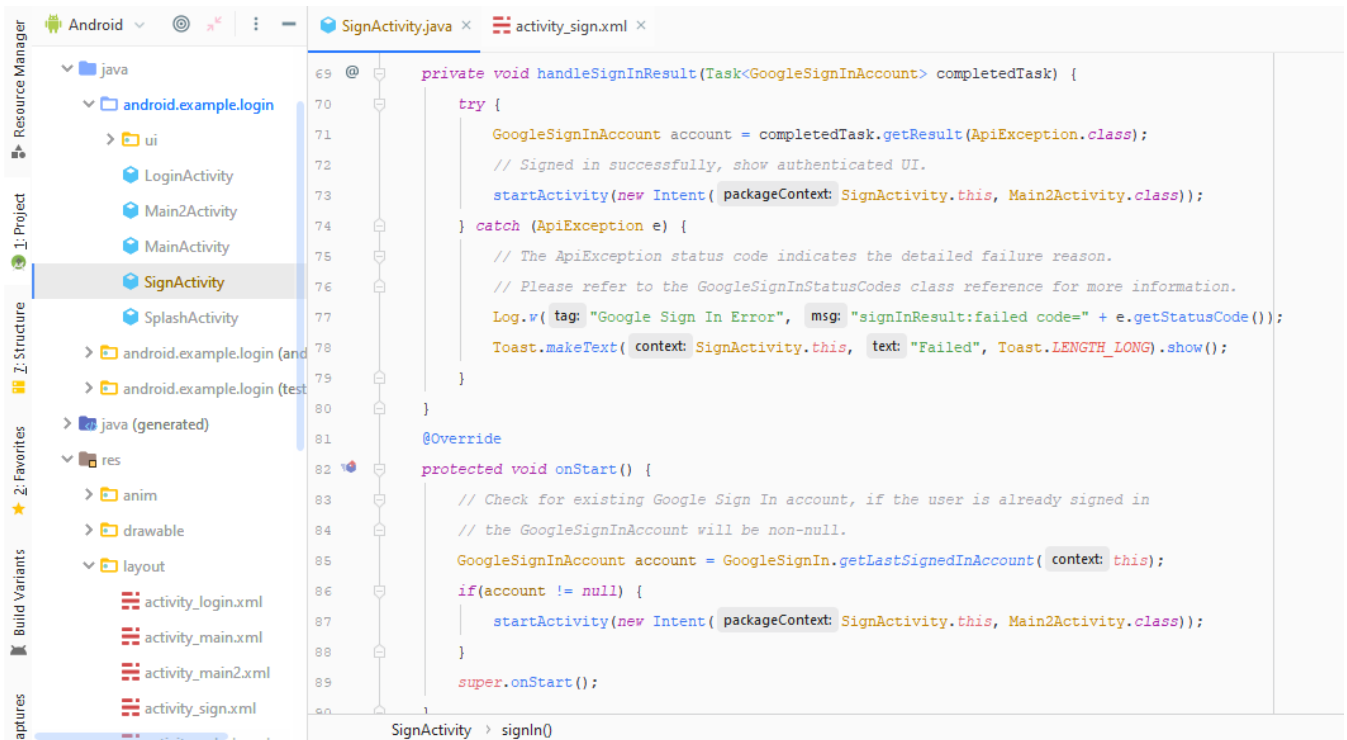 Android
SignActivity.java
activity_sign.xml
Resource Manager
1: Project
7: Structure
2: Favorites
Build Variants
java
android.example.login
ui
LoginActivity
Main2Activity
MainActivity
SignActivity
SplashActivity
android.example.login (and
android.example.login (test
java (generated)
res
anim
drawable
layout
activity_login.xml
activity_main.xml
activity_main2.xml
activity_sign.xml
69 @ private void handleSignInResult(Task<GoogleSignInAccount> completedTask) {
70 try {
71 GoogleSignInAccount account = completedTask.getResult(ApiException.class);
72 // Signed in successfully, show authenticated UI.
73 startActivity(new Intent( packageContext: SignActivity.this, Main2Activity.class));
74 } catch (ApiException e) {
75 // The ApiException status code indicates the detailed failure reason.
76 // Please refer to the GoogleSignInStatusCodes class reference for more information.
77 Log.w( tag: "Google Sign In Error", msg: "signInResult:failed code=" + e.getStatusCode());
78 Toast.makeText( context: SignActivity.this, text: "Failed", Toast.LENGTH_LONG).show();
79 }
80 }
81 @Override
82 protected void onStart() {
83 // Check for existing Google Sign In account, if the user is already signed in
84 // the GoogleSignInAccount will be non-null.
85 GoogleSignInAccount account = GoogleSignIn.getLastSignedInAccount( context: this);
86 if(account != null) {
87 startActivity(new Intent( packageContext: SignActivity.this, Main2Activity.class));
88 }
89 super.onStart();
SignActivity > signIn()